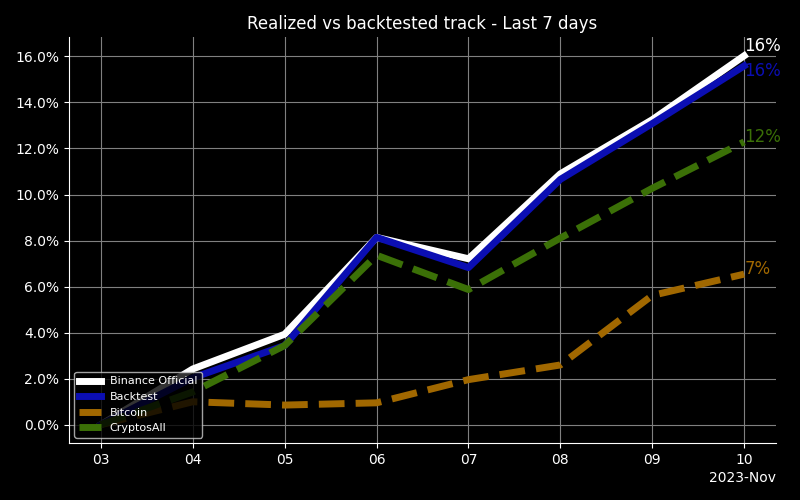 Realized vs backtested track - Last 7 days
16.0%
14.0%
12.0%
10.0%
8.0%
6.0%
4.0%
2.0%
0.0%
16%
16%
12%
7%
Binance Official
Backtest
Bitcoin
CryptosAll
03 04 05 06 07 08 09 10
2023-Nov